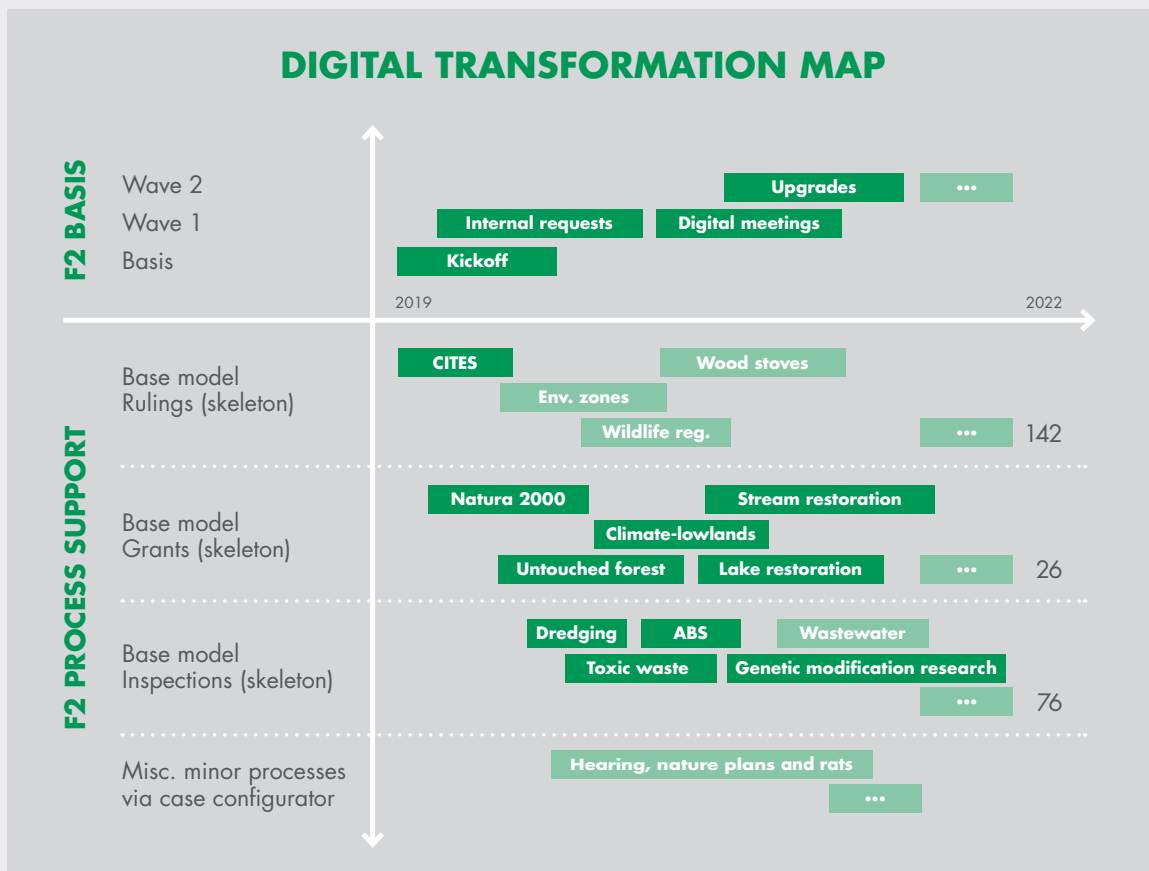 DIGITAL TRANSFORMATION MAP
F2 BASIS
Wave 2
Upgrades
•••
Wave 1
Internal requests
Digital meetings
Basis
Kickoff
2019
2022
F2 PROCESS SUPPORT
Base model
Rulings (skeleton)
CITES
Wood stoves
Env. zones
Wildlife reg.
•••
142
Base model
Grants (skeleton)
Natura 2000
Stream restoration
Climate-lowlands
Untouched forest
Lake restoration
•••
26
Base model
Inspections (skeleton)
Dredging
ABS
Wastewater
Toxic waste
Genetic modification research
•••
76
Misc. minor processes
via case configurator
Hearing, nature plans and rats
•••